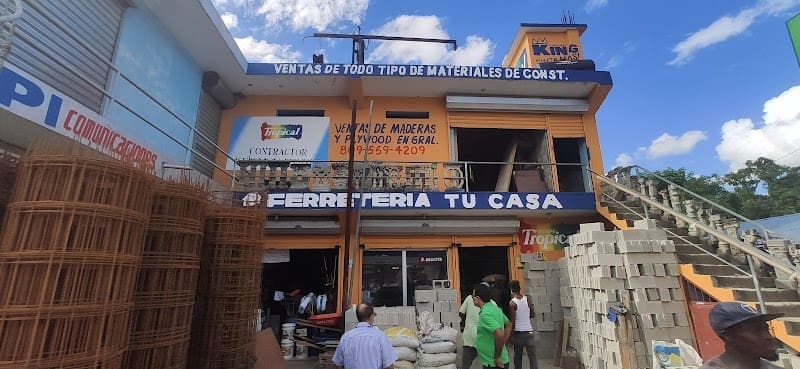 VENTAS DE TODO TIPO DE MATERIALES DE CONST.
KING
Tropical
CONTRACTOR
VENTAS DE MADERAS
Y PLYWOOD EN GRAL.
809-559-4209
PI COMUNICACIONES
FERRETERIA TU CASA
Tropical